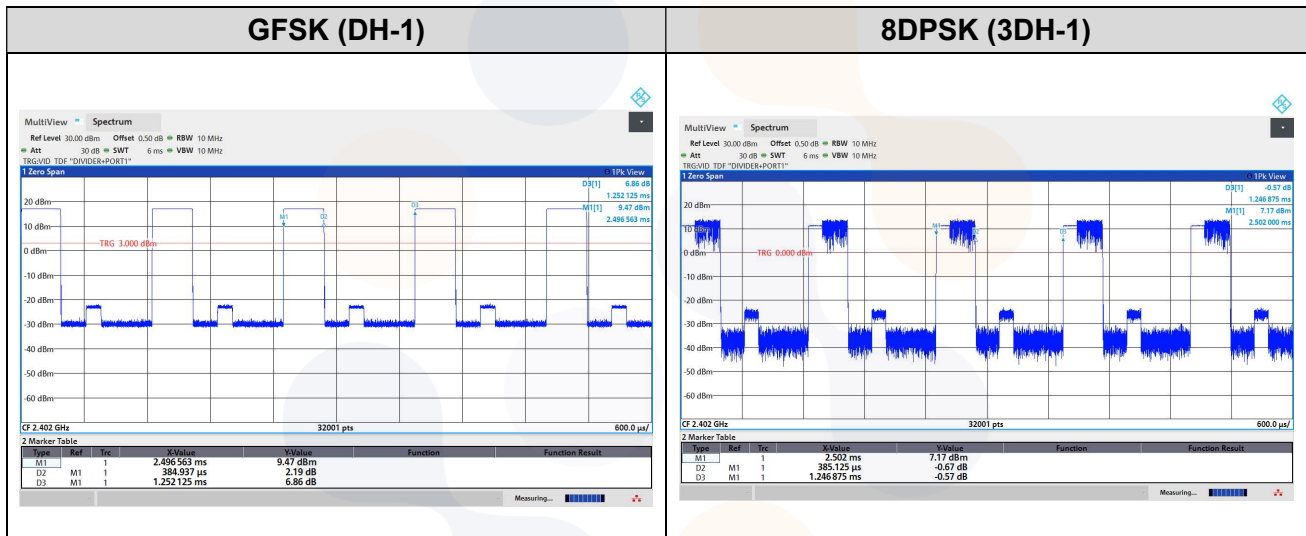 GFSK (DH-1)
8DPSK (3DH-1)
MultiView Spectrum
Ref Level 30.00 dBm Offset 0.50 dB RBW 10 MHz
Att 30 dB SWT 6 ms VBW 10 MHz
TRG:VID TDF "DIVIDER+PORT1"
1 Zero Span 1Pk View
D3[1] 6.86 dB
1.252 125 ms
M1[1] 9.47 dBm
2.496 563 ms
20 dBm
M1 D2 D3
10 dBm
TRG 3.000 dBm
0 dBm
-10 dBm
-20 dBm
-30 dBm
-40 dBm
-50 dBm
-60 dBm
CF 2.402 GHz 32001 pts 600.0 µs/
2 Marker Table
Type Ref Trc X-Value Y-Value Function Function Result
M1 1 2.496 563 ms 9.47 dBm
D2 M1 1 384.937 µs 2.19 dB
D3 M1 1 1.252 125 ms 6.86 dB
Measuring...
MultiView Spectrum
Ref Level 30.00 dBm Offset 0.50 dB RBW 10 MHz
Att 30 dB SWT 6 ms VBW 10 MHz
TRG:VID TDF "DIVIDER+PORT1"
1 Zero Span 1Pk View
D3[1] -0.57 dB
1.246 875 ms
M1[1] 7.17 dBm
2.502 000 ms
20 dBm
M1 D2 D3
10 dBm
0 dBm
TRG 0.000 dBm
-10 dBm
-20 dBm
-30 dBm
-40 dBm
-50 dBm
-60 dBm
CF 2.402 GHz 32001 pts 600.0 µs/
2 Marker Table
Type Ref Trc X-Value Y-Value Function Function Result
M1 1 2.502 ms 7.17 dBm
D2 M1 1 385.125 µs -0.67 dB
D3 M1 1 1.246 875 ms -0.57 dB
Measuring...